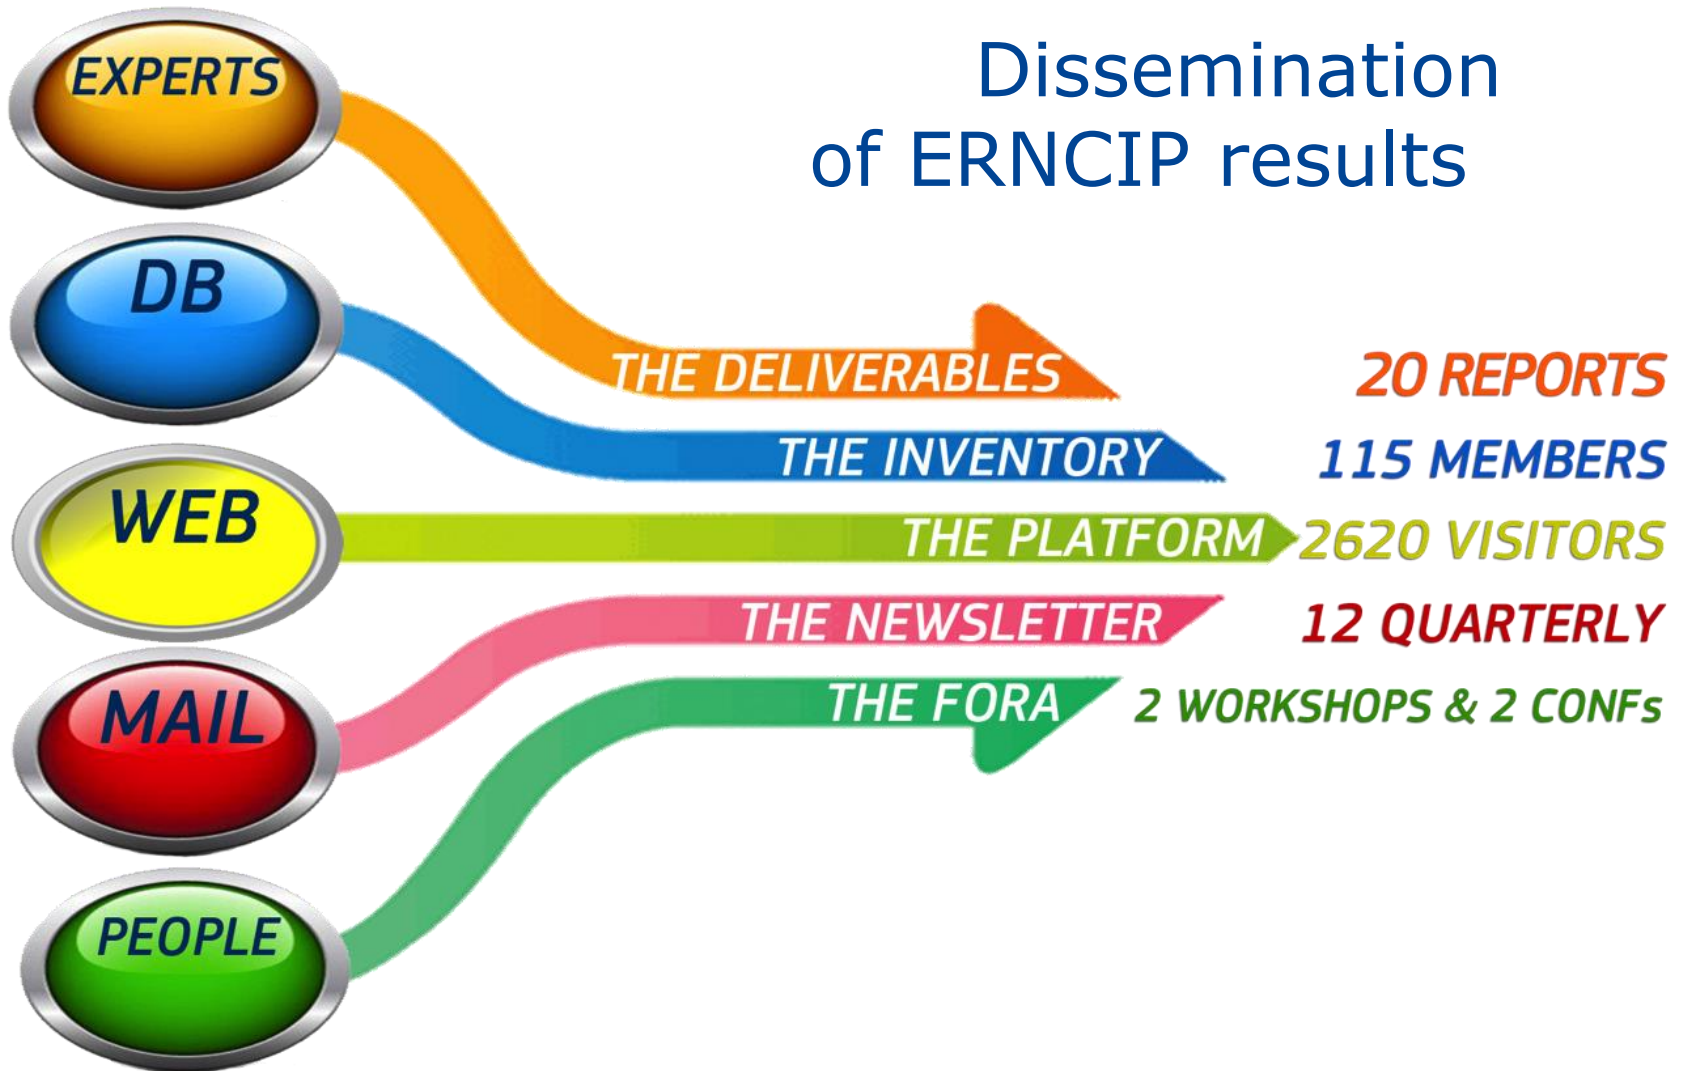 Dissemination
of ERNCIP results
EXPERTS
THE DELIVERABLES
20 REPORTS
DB
THE INVENTORY
115 MEMBERS
WEB
THE PLATFORM
2620 VISITORS
MAIL
THE NEWSLETTER
12 QUARTERLY
PEOPLE
THE FORA
2 WORKSHOPS & 2 CONFs